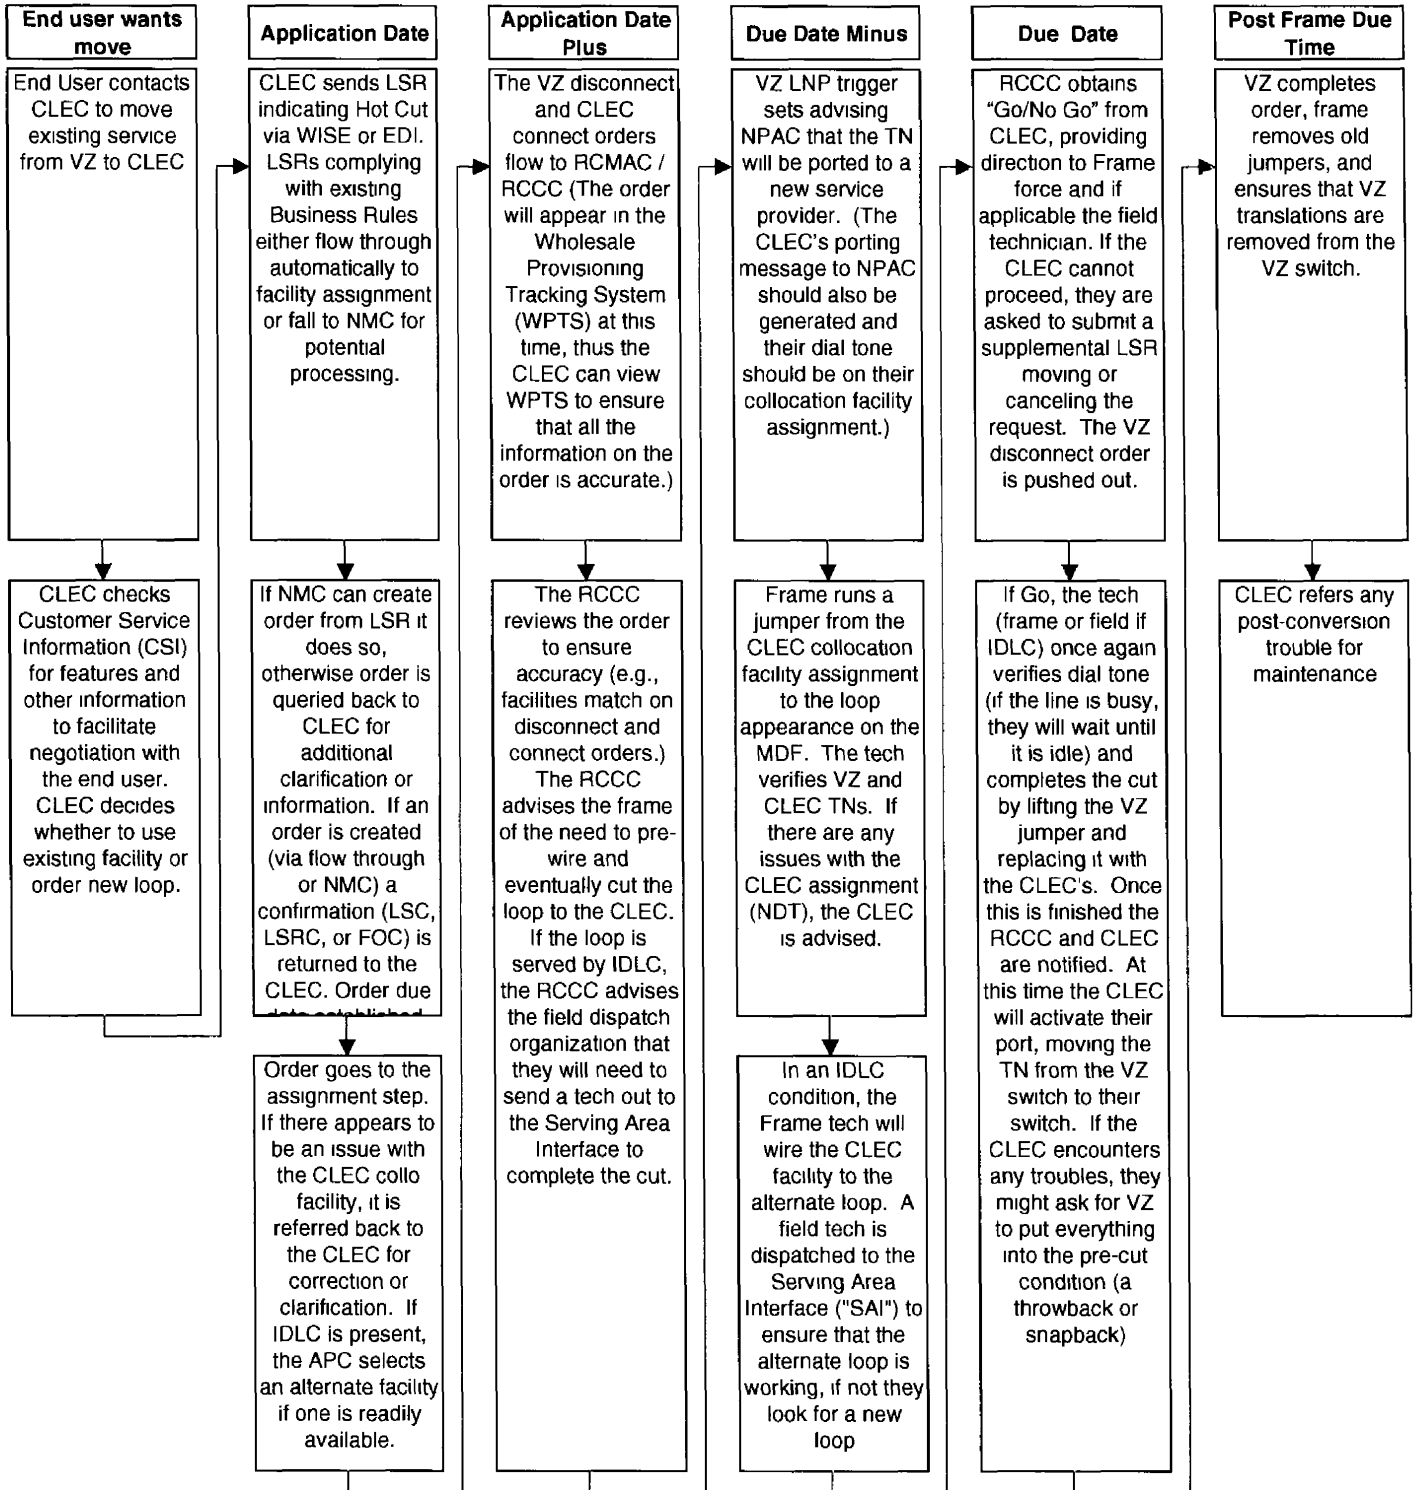 End user wants
move
End User contacts
CLEC to move
existing service
from VZ to CLEC
CLEC checks
Customer Service
Information (CSI)
for features and
other information
to facilitate
negotiation with
the end user.
CLEC decides
whether to use
existing facility or
order new loop.
Application Date
CLEC sends LSR
indicating Hot Cut
via WISE or EDI.
LSRs complying
with existing
Business Rules
either flow through
automatically to
facility assignment
or fall to NMC for
potential
processing.
If NMC can create
order from LSR it
does so,
otherwise order is
queried back to
CLEC for
additional
clarification or
information. If an
order is created
(via flow through
or NMC) a
confirmation (LSC,
LSRC, or FOC) is
returned to the
CLEC. Order due
date established
Order goes to the
assignment step.
If there appears to
be an issue with
the CLEC collo
facility, it is
referred back to
the CLEC for
correction or
clarification. If
IDLC is present,
the APC selects
an alternate facility
if one is readily
available.
Application Date
Plus
The VZ disconnect
and CLEC
connect orders
flow to RCMAC /
RCCC (The order
will appear in the
Wholesale
Provisioning
Tracking System
(WPTS) at this
time, thus the
CLEC can view
WPTS to ensure
that all the
information on the
order is accurate.)
The RCCC
reviews the order
to ensure
accuracy (e.g.,
facilities match on
disconnect and
connect orders.)
The RCCC
advises the frame
of the need to pre-
wire and
eventually cut the
loop to the CLEC.
If the loop is
served by IDLC,
the RCCC advises
the field dispatch
organization that
they will need to
send a tech out to
the Serving Area
Interface to
complete the cut.
Due Date Minus
VZ LNP trigger
sets advising
NPAC that the TN
will be ported to a
new service
provider. (The
CLEC's porting
message to NPAC
should also be
generated and
their dial tone
should be on their
collocation facility
assignment.)
Frame runs a
jumper from the
CLEC collocation
facility assignment
to the loop
appearance on the
MDF. The tech
verifies VZ and
CLEC TNs. If
there are any
issues with the
CLEC assignment
(NDT), the CLEC
is advised.
In an IDLC
condition, the
Frame tech will
wire the CLEC
facility to the
alternate loop. A
field tech is
dispatched to the
Serving Area
Interface ("SAI") to
ensure that the
alternate loop is
working, if not they
look for a new
loop
Due Date
RCCC obtains
"Go/No Go" from
CLEC, providing
direction to Frame
force and if
applicable the field
technician. If the
CLEC cannot
proceed, they are
asked to submit a
supplemental LSR
moving or
canceling the
request. The VZ
disconnect order
is pushed out.
If Go, the tech
(frame or field if
IDLC) once again
verifies dial tone
(if the line is busy,
they will wait until
it is idle) and
completes the cut
by lifting the VZ
jumper and
replacing it with
the CLEC's. Once
this is finished the
RCCC and CLEC
are notified. At
this time the CLEC
will activate their
port, moving the
TN from the VZ
switch to their
switch. If the
CLEC encounters
any troubles, they
might ask for VZ
to put everything
into the pre-cut
condition (a
throwback or
snapback)
Post Frame Due
Time
VZ completes
order, frame
removes old
jumpers, and
ensures that VZ
translations are
removed from the
VZ switch.
CLEC refers any
post-conversion
trouble for
maintenance